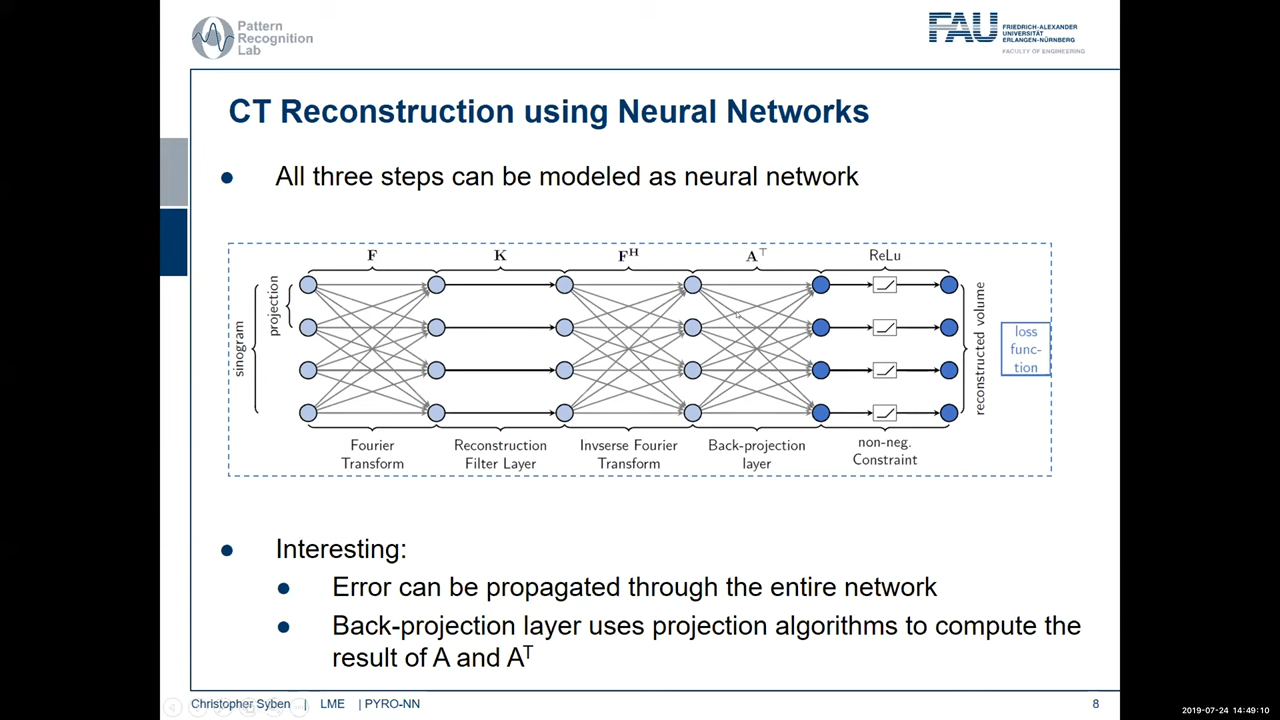 Pattern
Recognition
Lab
FAU
FRIEDRICH-ALEXANDER
UNIVERSITÄT
ERLANGEN-NÜRNBERG
FACULTY OF ENGINEERING
CT Reconstruction using Neural Networks
All three steps can be modeled as neural network
F K Fᴴ A⊤ ReLu
sinogram
projection
reconstructed volume
loss
func-
tion
Fourier
Transform
Reconstruction
Filter Layer
Invserse Fourier
Transform
Back-projection
layer
non-neg.
Constraint
Interesting:
Error can be propagated through the entire network
Back-projection layer uses projection algorithms to compute the
result of A and Aᵀ
Christopher Syben | LME | PYRO-NN 8
2019-07-24 14:49:10